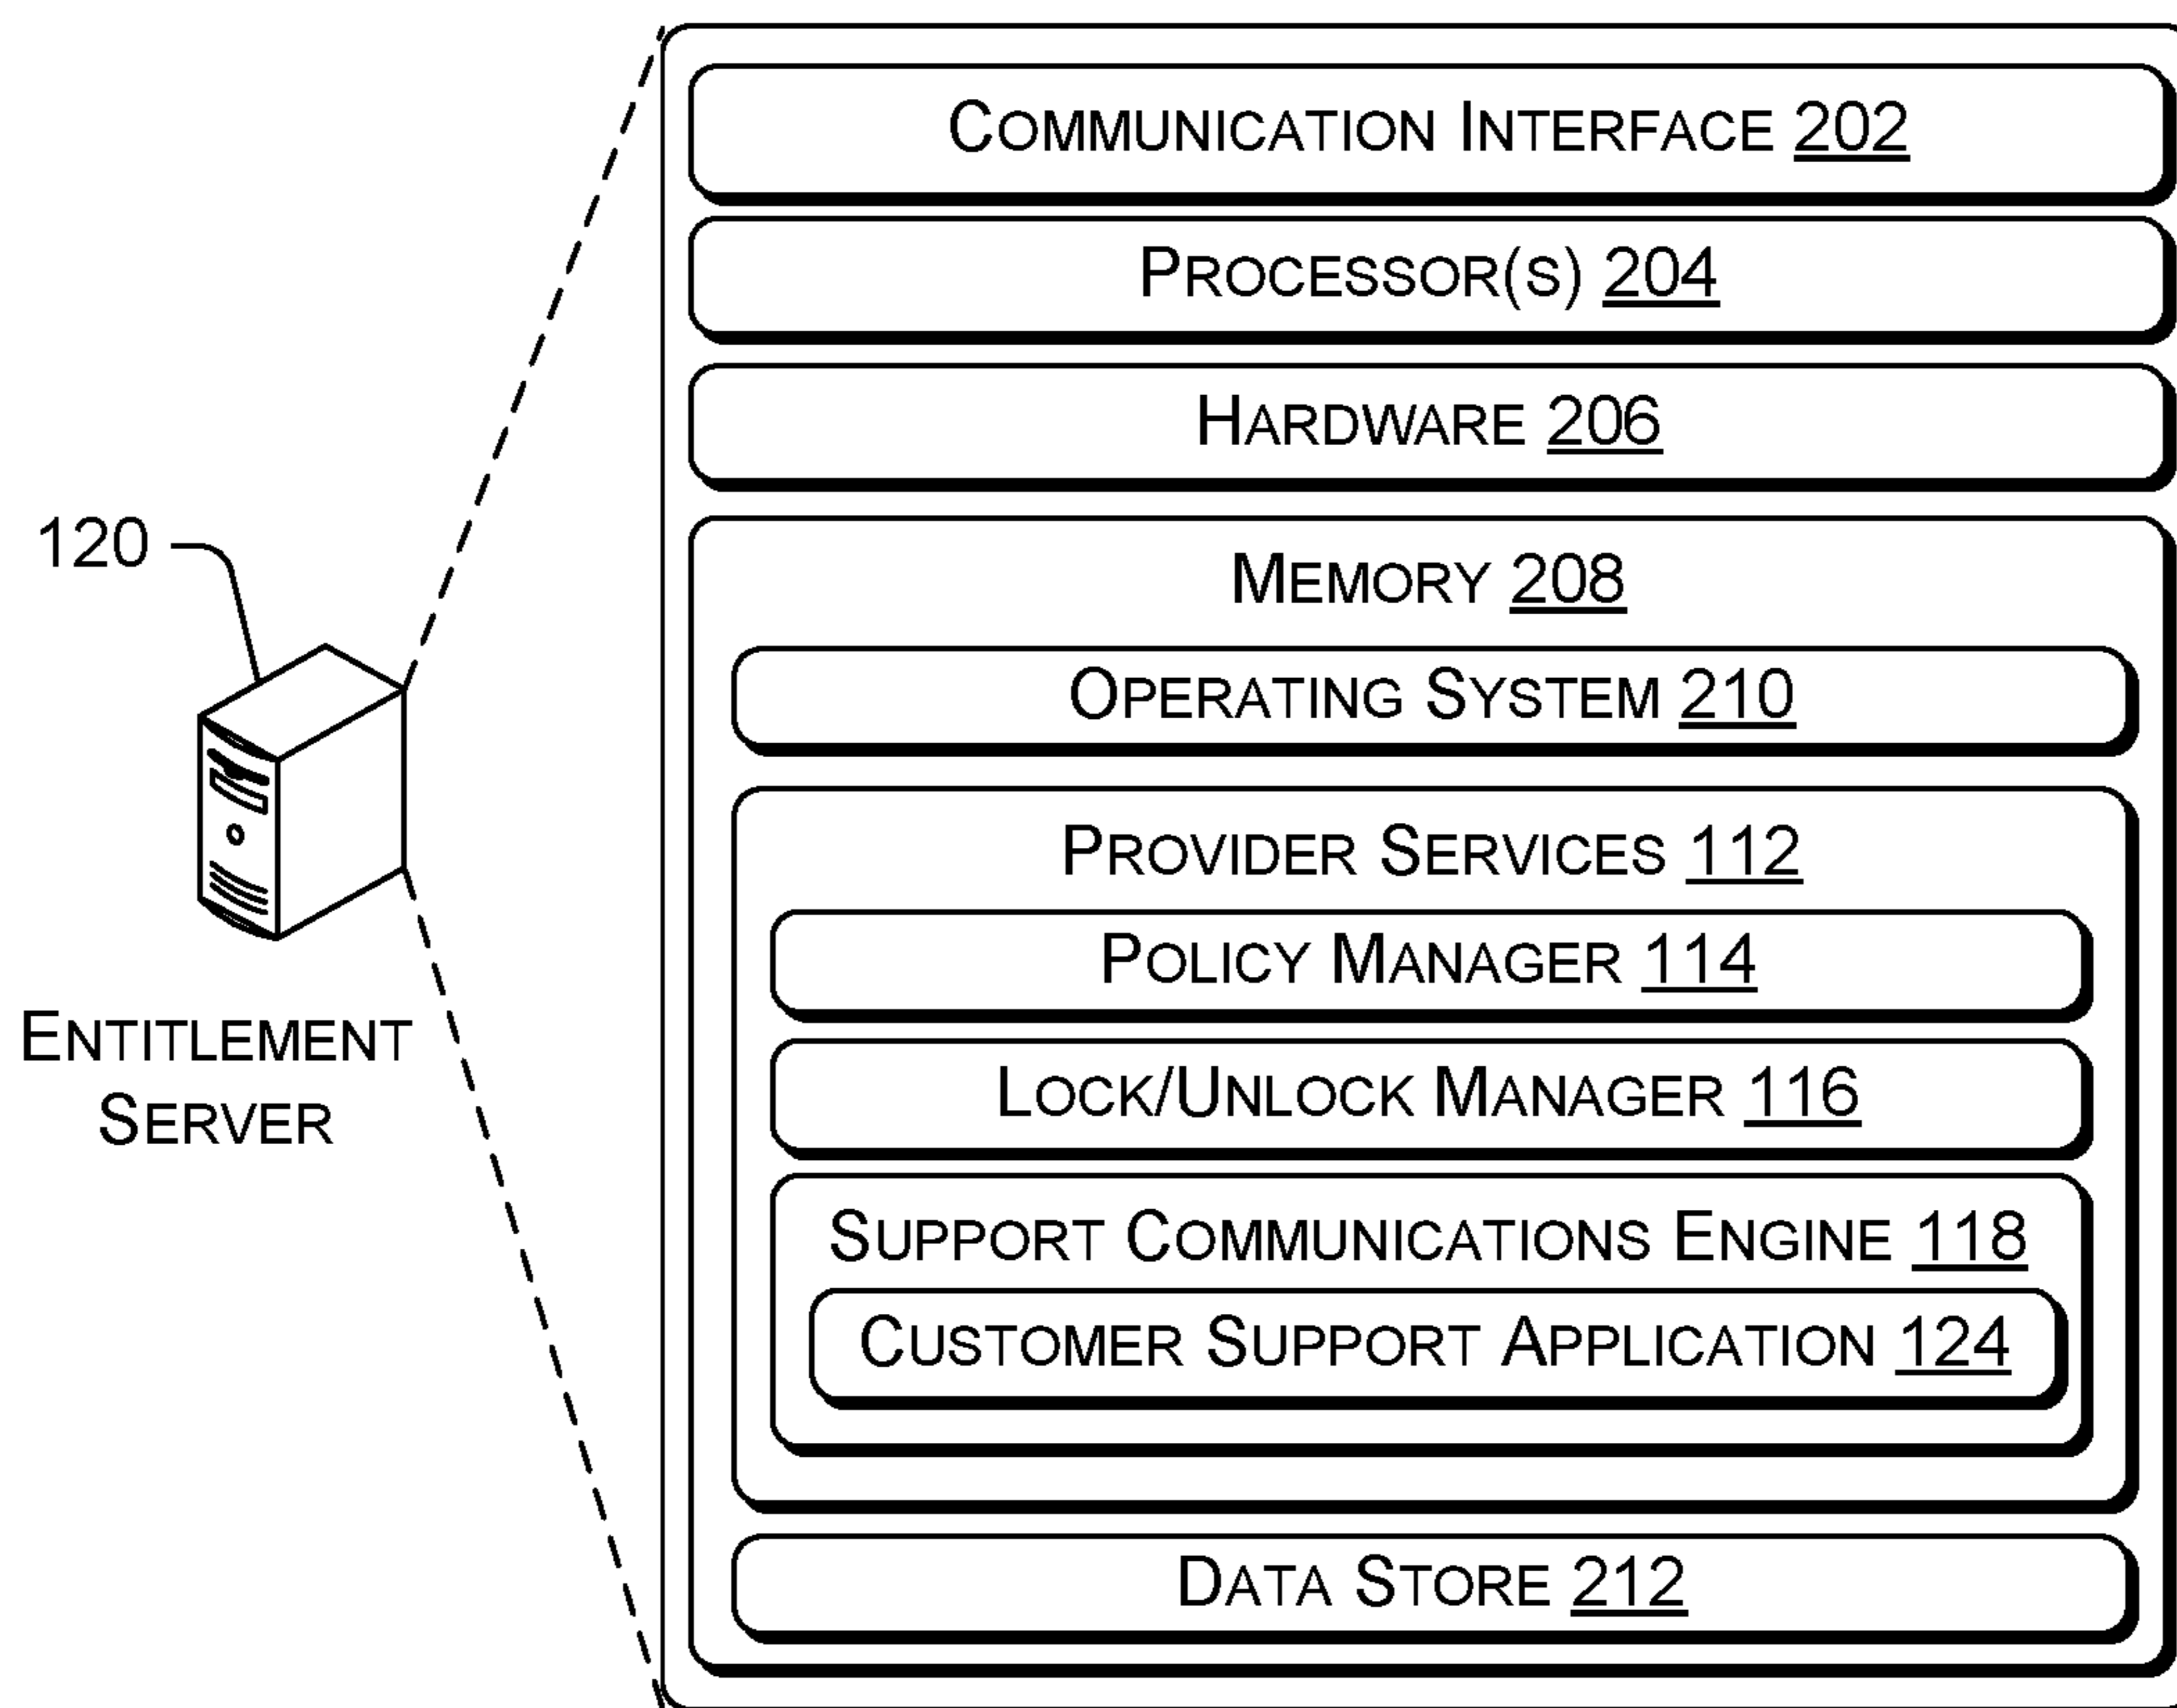 COMMUNICATION INTERFACE 202
PROCESSOR(S) 204
HARDWARE 206
MEMORY 208
OPERATING SYSTEM 210
PROVIDER SERVICES 112
POLICY MANAGER 114
LOCK/UNLOCK MANAGER 116
SUPPORT COMMUNICATIONS ENGINE 118
CUSTOMER SUPPORT APPLICATION 124
DATA STORE 212
120
ENTITLEMENT
SERVER